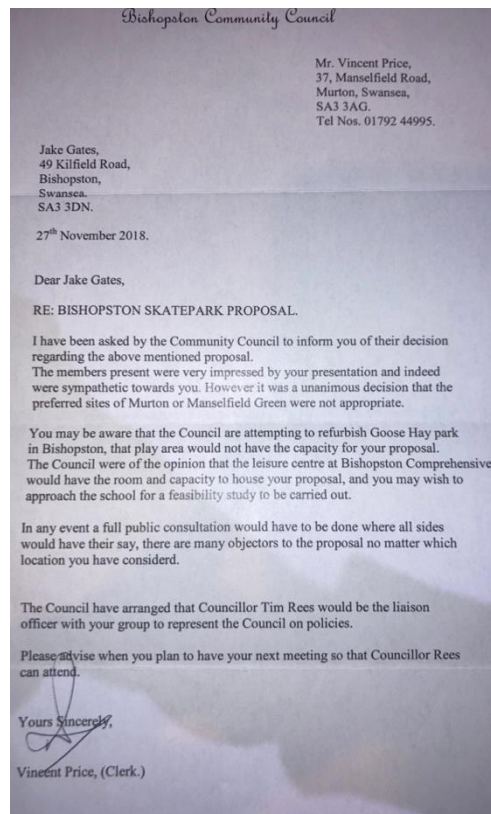 Bishopston Community Council
Mr. Vincent Price,
37, Manselfield Road,
Murton, Swansea,
SA3 3AG.
Tel Nos. 01792 44995.
Jake Gates,
49 Kilfield Road,
Bishopston,
Swansea.
SA3 3DN.
27th November 2018.
Dear Jake Gates,
RE: BISHOPSTON SKATEPARK PROPOSAL.
I have been asked by the Community Council to inform you of their decision
regarding the above mentioned proposal.
The members present were very impressed by your presentation and indeed
were sympathetic towards you. However it was a unanimous decision that the
preferred sites of Murton or Manselfield Green were not appropriate.
You may be aware that the Council are attempting to refurbish Goose Hay park
in Bishopston, that play area would not have the capacity for your proposal.
The Council were of the opinion that the leisure centre at Bishopston Comprehensive
would have the room and capacity to house your proposal, and you may wish to
approach the school for a feasibility study to be carried out.
In any event a full public consultation would have to be done where all sides
would have their say, there are many objectors to the proposal no matter which
location you have considerd.
The Council have arranged that Councillor Tim Rees would be the liaison
officer with your group to represent the Council on policies.
Please advise when you plan to have your next meeting so that Councillor Rees
can attend.
Yours Sincerely,
Vincent Price, (Clerk.)